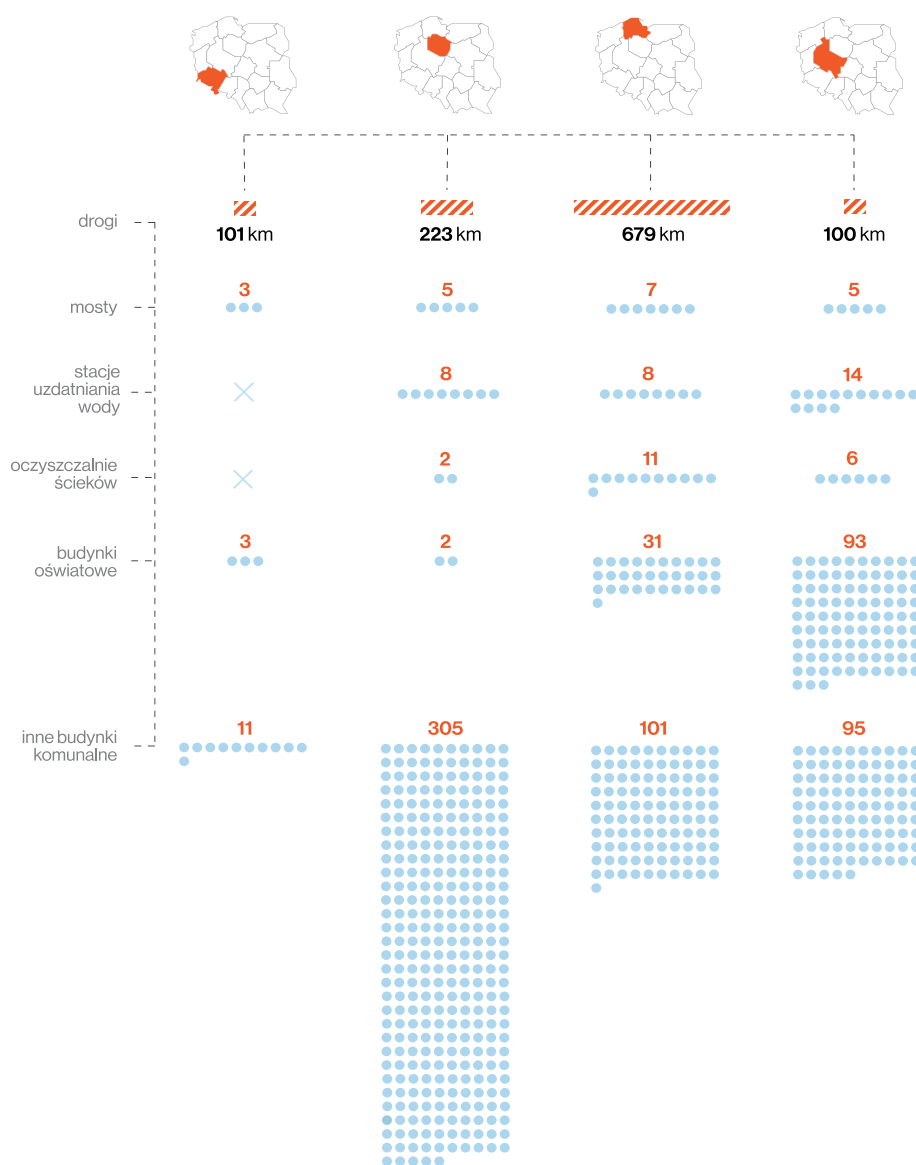 drogi
101 km
223 km
679 km
100 km
mosty
3
5
7
5
stacje
uzdatniania
wody
8
8
14
oczyszczalnie
ścieków
2
11
6
budynki
oświatowe
3
2
31
93
inne budynki
komunalne
11
305
101
95